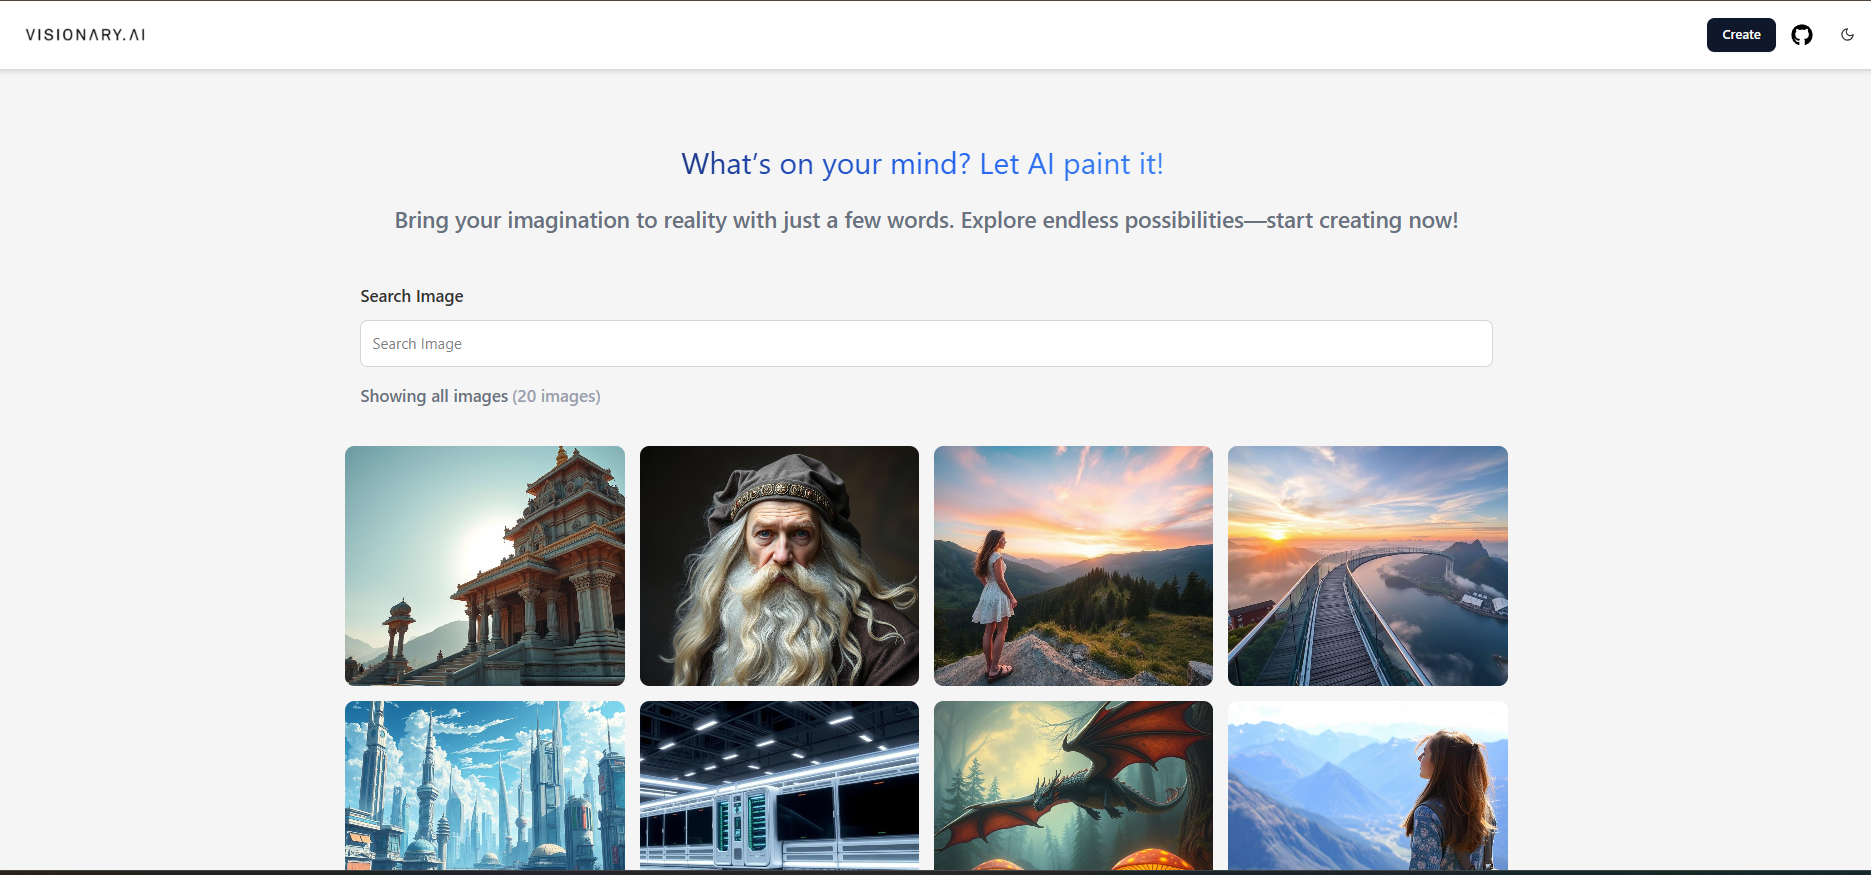 VISIONARY.AI
Create
What’s on your mind? Let AI paint it!
Bring your imagination to reality with just a few words. Explore endless possibilities—start creating now!
Search Image
Search Image
Showing all images (20 images)